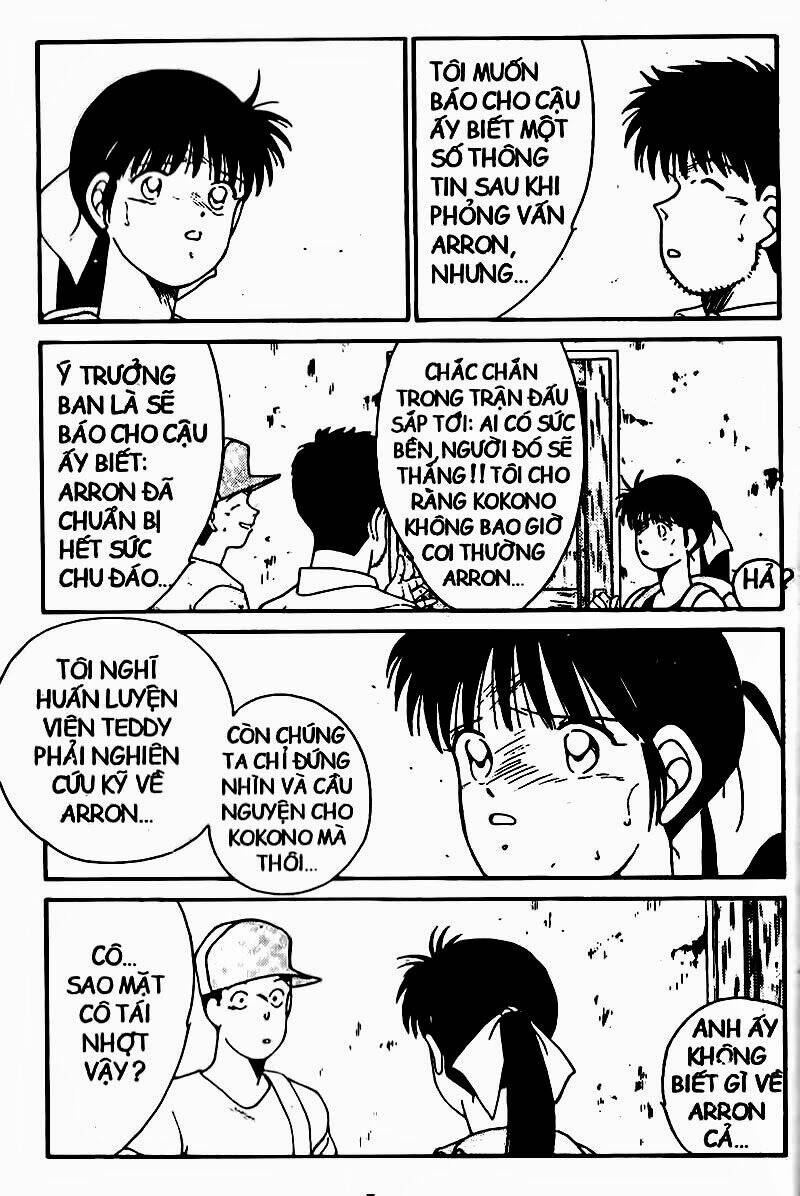 TÔI MUỐN
BÁO CHO CẬU
ẤY BIẾT MỘT
SỐ THÔNG
TIN SAU KHI
PHỎNG VẤN
ARRON,
NHƯNG...
Ý TRƯỞNG
BAN LÀ SẼ
BÁO CHO CẬU
ẤY BIẾT:
ARRON ĐÃ
CHUẨN BỊ
HẾT SỨC
CHU ĐÁO...
CHẮC CHẮN
TRONG TRẬN ĐẤU
SẮP TỚI: AI CÓ SỨC
BỀN, NGƯỜI ĐÓ SẼ
THẮNG!! TÔI CHO
RẰNG KOKONO
KHÔNG BAO GIỜ
COI THƯỜNG
ARRON...
HẢ?
TÔI NGHĨ
HUẤN LUYỆN
VIÊN TEDDY
PHẢI NGHIÊN
CỨU KỸ VỀ
ARRON...
CÒN CHÚNG
TA CHỈ ĐỨNG
NHÌN VÀ CẦU
NGUYỆN CHO
KOKONO MÀ
THÔI...
CÔ...
SAO MẶT
CÔ TÁI
NHỢT
VẬY?
ANH ẤY
KHÔNG
BIẾT GÌ VỀ
ARRON
CẢ...